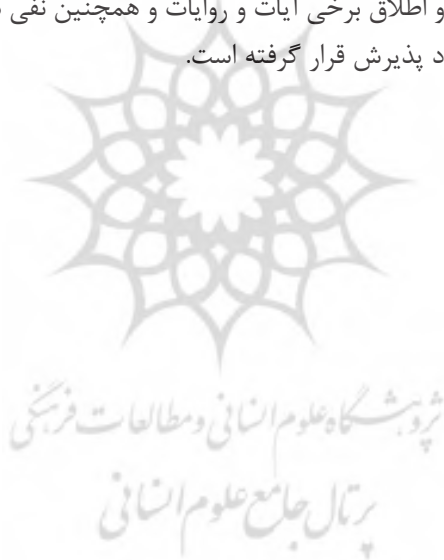 و اطلاق برخی آیات و روایات و همچنین نفی
د پذیرش قرار گرفته است.
پژوهشگاه علوم انسانی و مطالعات فرهنگی
پرتال جامع علوم انسانی